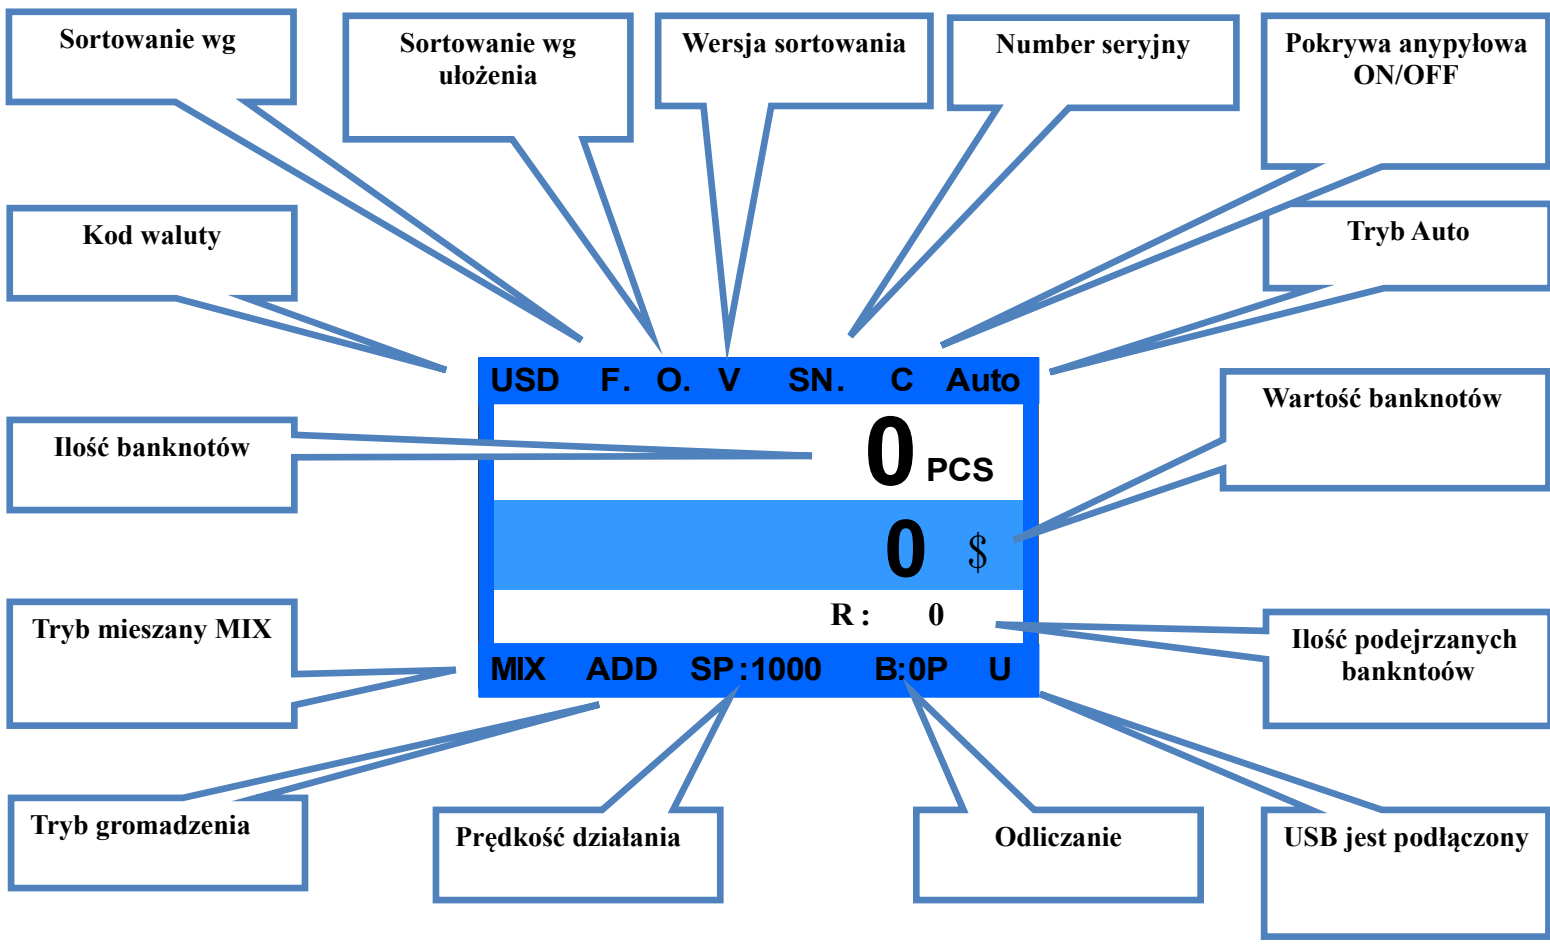 Sortowanie wg
Sortowanie wg
ułożenia
Wersja sortowania
Number seryjny
Pokrywa anypyłowa
ON/OFF
Kod waluty
Tryb Auto
USD F. O. V SN. C Auto
Wartość banknotów
Ilość banknotów
0 PCS
0 $
R: 0
Tryb mieszany MIX
Ilość podejrzanych
bankntoów
MIX ADD SP:1000 B:0P U
Tryb gromadzenia
Prędkość działania
Odliczanie
USB jest podłączony